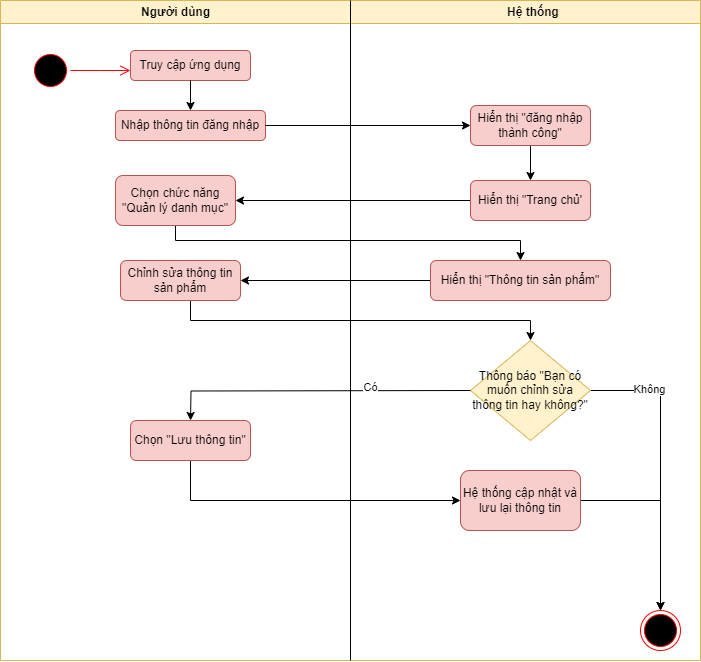 Người dùng
Hệ thống
Truy cập ứng dụng
Nhập thông tin đăng nhập
Hiển thị "đăng nhập
thành công"
Chọn chức năng
"Quản lý danh mục"
Hiển thị "Trang chủ'
Chỉnh sửa thông tin
sản phẩm
Hiển thị "Thông tin sản phẩm"
Thông báo "Bạn có
muốn chỉnh sửa
thông tin hay không?"
Có
Không
Chọn "Lưu thông tin"
Hệ thống cập nhật và
lưu lại thông tin